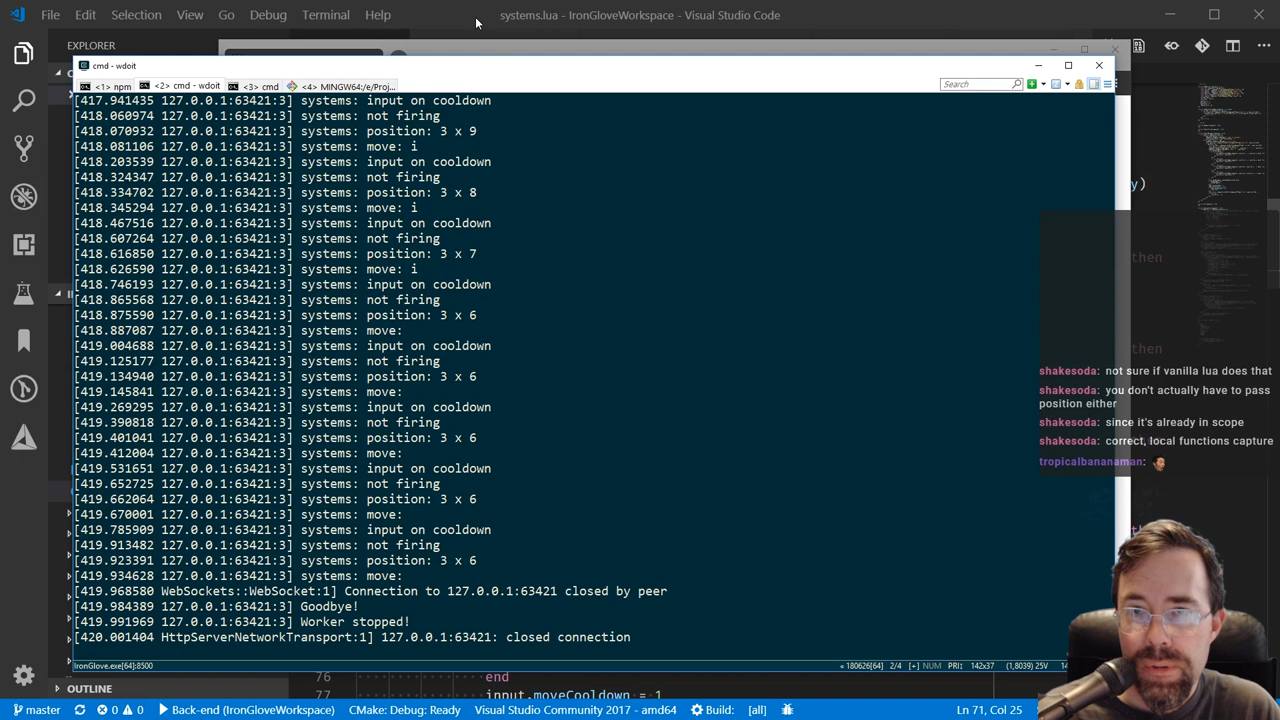 File Edit Selection View Go Debug Terminal Help
systems.lua - IronGloveWorkspace - Visual Studio Code
EXPLORER
cmd - wdoit
<1> npm <2> cmd - wdoit <3> cmd <4> MINGW64:/e/Proj...
Search
[417.941435 127.0.0.1:63421:3] systems: input on cooldown
[418.060974 127.0.0.1:63421:3] systems: not firing
[418.070932 127.0.0.1:63421:3] systems: position: 3 x 9
[418.081106 127.0.0.1:63421:3] systems: move: i
[418.203539 127.0.0.1:63421:3] systems: input on cooldown
[418.324347 127.0.0.1:63421:3] systems: not firing
[418.334702 127.0.0.1:63421:3] systems: position: 3 x 8
[418.345294 127.0.0.1:63421:3] systems: move: i
[418.467516 127.0.0.1:63421:3] systems: input on cooldown
[418.607264 127.0.0.1:63421:3] systems: not firing
[418.616850 127.0.0.1:63421:3] systems: position: 3 x 7
[418.626590 127.0.0.1:63421:3] systems: move: i
[418.746193 127.0.0.1:63421:3] systems: input on cooldown
[418.865568 127.0.0.1:63421:3] systems: not firing
[418.875590 127.0.0.1:63421:3] systems: position: 3 x 6
[418.887087 127.0.0.1:63421:3] systems: move:
[419.004688 127.0.0.1:63421:3] systems: input on cooldown
[419.125177 127.0.0.1:63421:3] systems: not firing
[419.134940 127.0.0.1:63421:3] systems: position: 3 x 6
[419.145841 127.0.0.1:63421:3] systems: move:
[419.269295 127.0.0.1:63421:3] systems: input on cooldown
[419.390818 127.0.0.1:63421:3] systems: not firing
[419.401041 127.0.0.1:63421:3] systems: position: 3 x 6
[419.412004 127.0.0.1:63421:3] systems: move:
[419.531651 127.0.0.1:63421:3] systems: input on cooldown
[419.652725 127.0.0.1:63421:3] systems: not firing
[419.662064 127.0.0.1:63421:3] systems: position: 3 x 6
[419.670001 127.0.0.1:63421:3] systems: move:
[419.785909 127.0.0.1:63421:3] systems: input on cooldown
[419.913482 127.0.0.1:63421:3] systems: not firing
[419.923391 127.0.0.1:63421:3] systems: position: 3 x 6
[419.934628 127.0.0.1:63421:3] systems: move:
[419.968580 WebSockets::WebSocket:1] Connection to 127.0.0.1:63421 closed by peer
[419.984389 127.0.0.1:63421:3] Goodbye!
[419.991969 127.0.0.1:63421:3] Worker stopped!
[420.001404 HttpServerNetworkTransport:1] 127.0.0.1:63421: closed connection
IronGlove.exe[64]:8500
« 180626[64] 2/4 [+] NUM PRI: 142x37 (1,8039) 25V
y)
en
then
shakesoda: not sure if vanilla lua does that
shakesoda: you don't actually have to pass
position either
shakesoda: since it's already in scope
shakesoda: correct, local functions capture
tropicalbananaman:
OUTLINE
76 end
77 input.moveCooldown = 1
master 0 0 Back-end (IronGloveWorkspace) CMake: Debug: Ready Visual Studio Community 2017 - amd64 Build: [all] Ln 71, Col 25